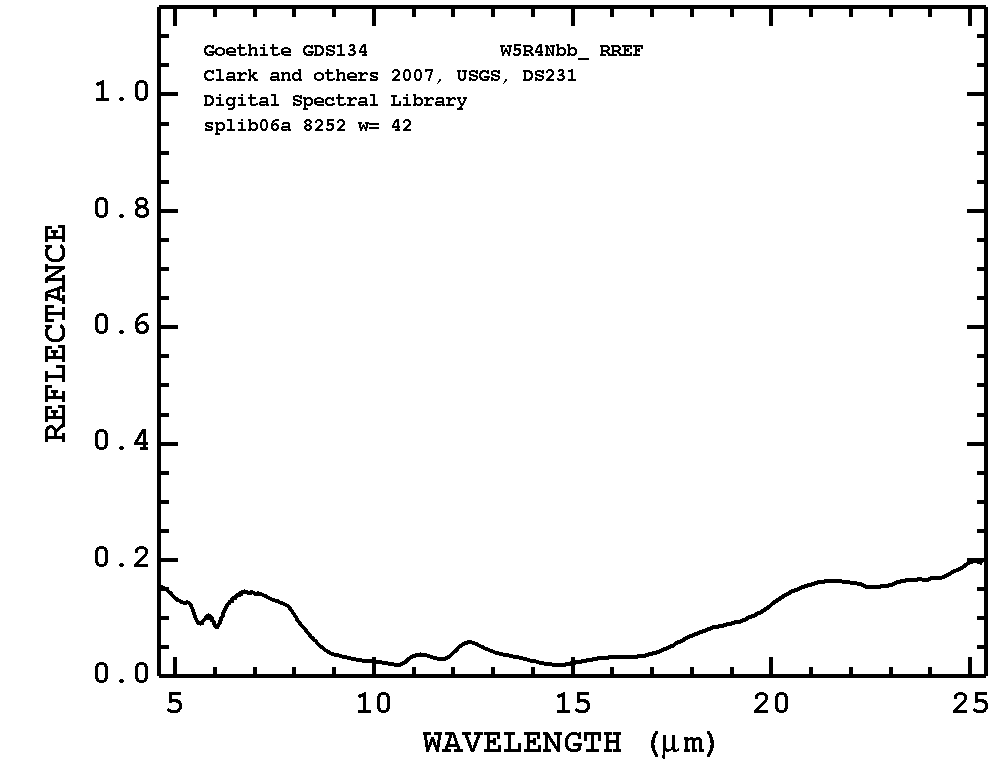 Goethite GDS134 W5R4Nbb_ RREF
Clark and others 2007, USGS, DS231
Digital Spectral Library
splib06a 8252 w= 42
1.0
0.8
0.6
0.4
0.2
0.0
REFLECTANCE
5 10 15 20 25
WAVELENGTH (μm)